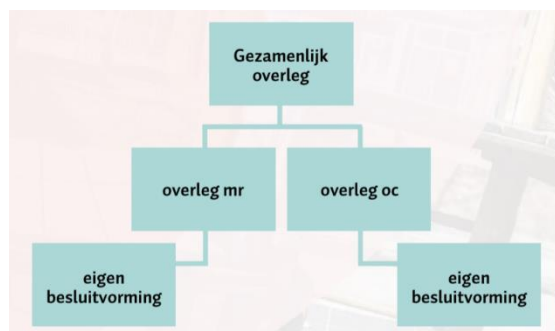 Gezamenlijk
overleg
overleg mr
overleg oc
eigen
besluitvorming
eigen
besluitvorming